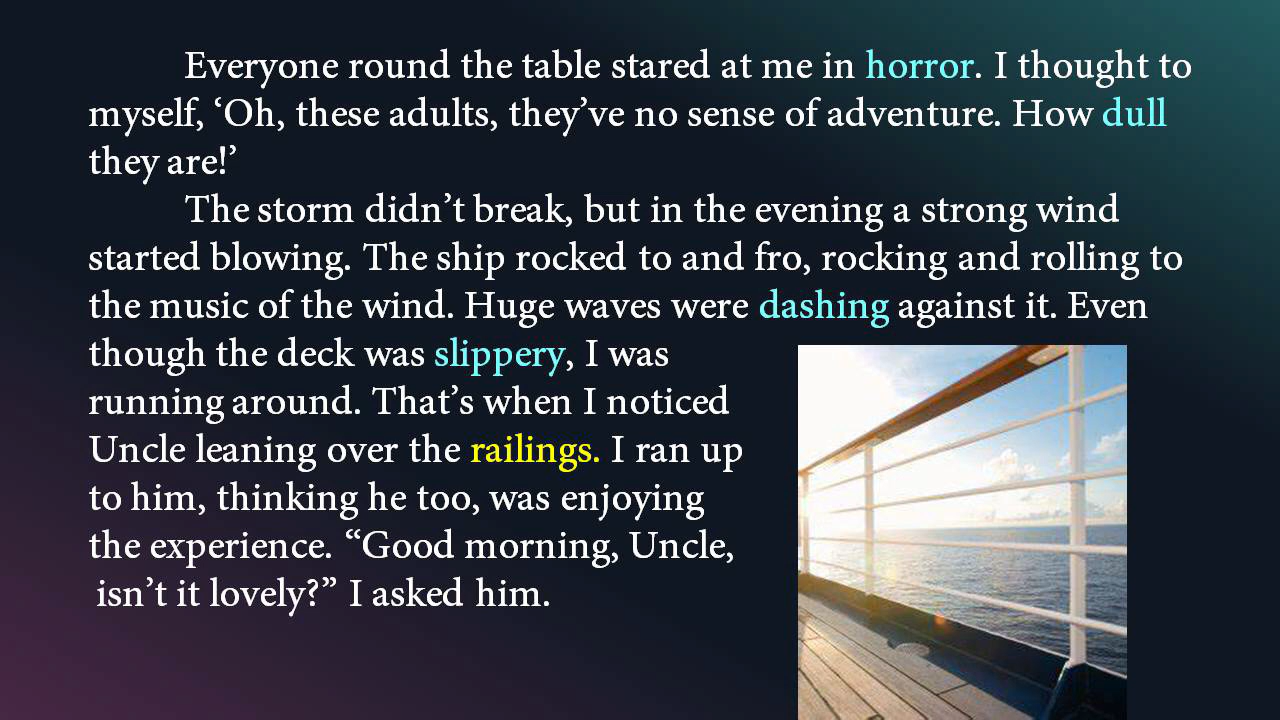 Everyone round the table stared at me in horror. I thought to
myself, ‘Oh, these adults, they’ve no sense of adventure. How dull
they are!’
The storm didn’t break, but in the evening a strong wind
started blowing. The ship rocked to and fro, rocking and rolling to
the music of the wind. Huge waves were dashing against it. Even
though the deck was slippery, I was
running around. That’s when I noticed
Uncle leaning over the railings. I ran up
to him, thinking he too, was enjoying
the experience. “Good morning, Uncle,
isn’t it lovely?” I asked him.